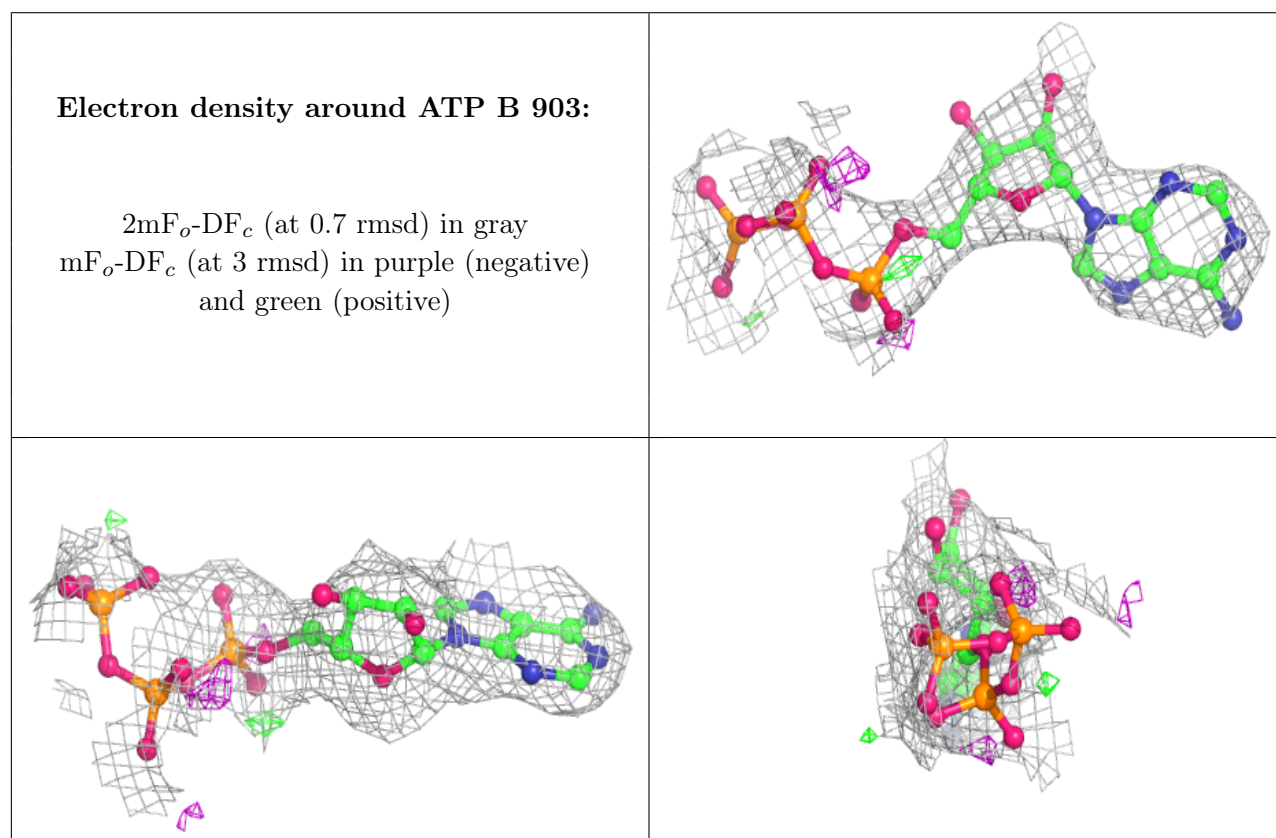 Electron density around ATP B 903:
2mFo-DFc (at 0.7 rmsd) in gray
mFo-DFc (at 3 rmsd) in purple (negative)
and green (positive)